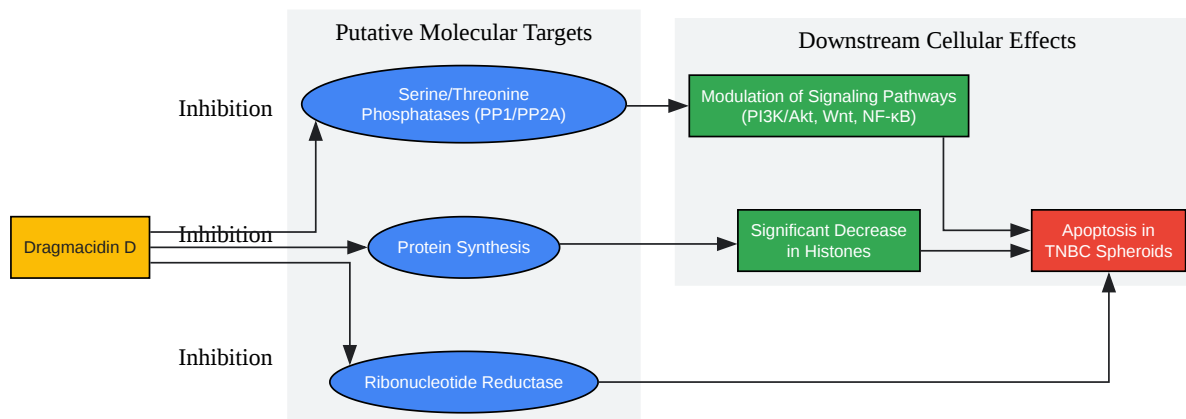 Putative Molecular Targets
Downstream Cellular Effects
Inhibition
Serine/Threonine
Phosphatases (PP1/PP2A)
Modulation of Signaling Pathways
(PI3K/Akt, Wnt, NF-κB)
Dragmacidin D
Inhibition
Protein Synthesis
Significant Decrease
in Histones
Apoptosis in
TNBC Spheroids
Inhibition
Ribonucleotide Reductase